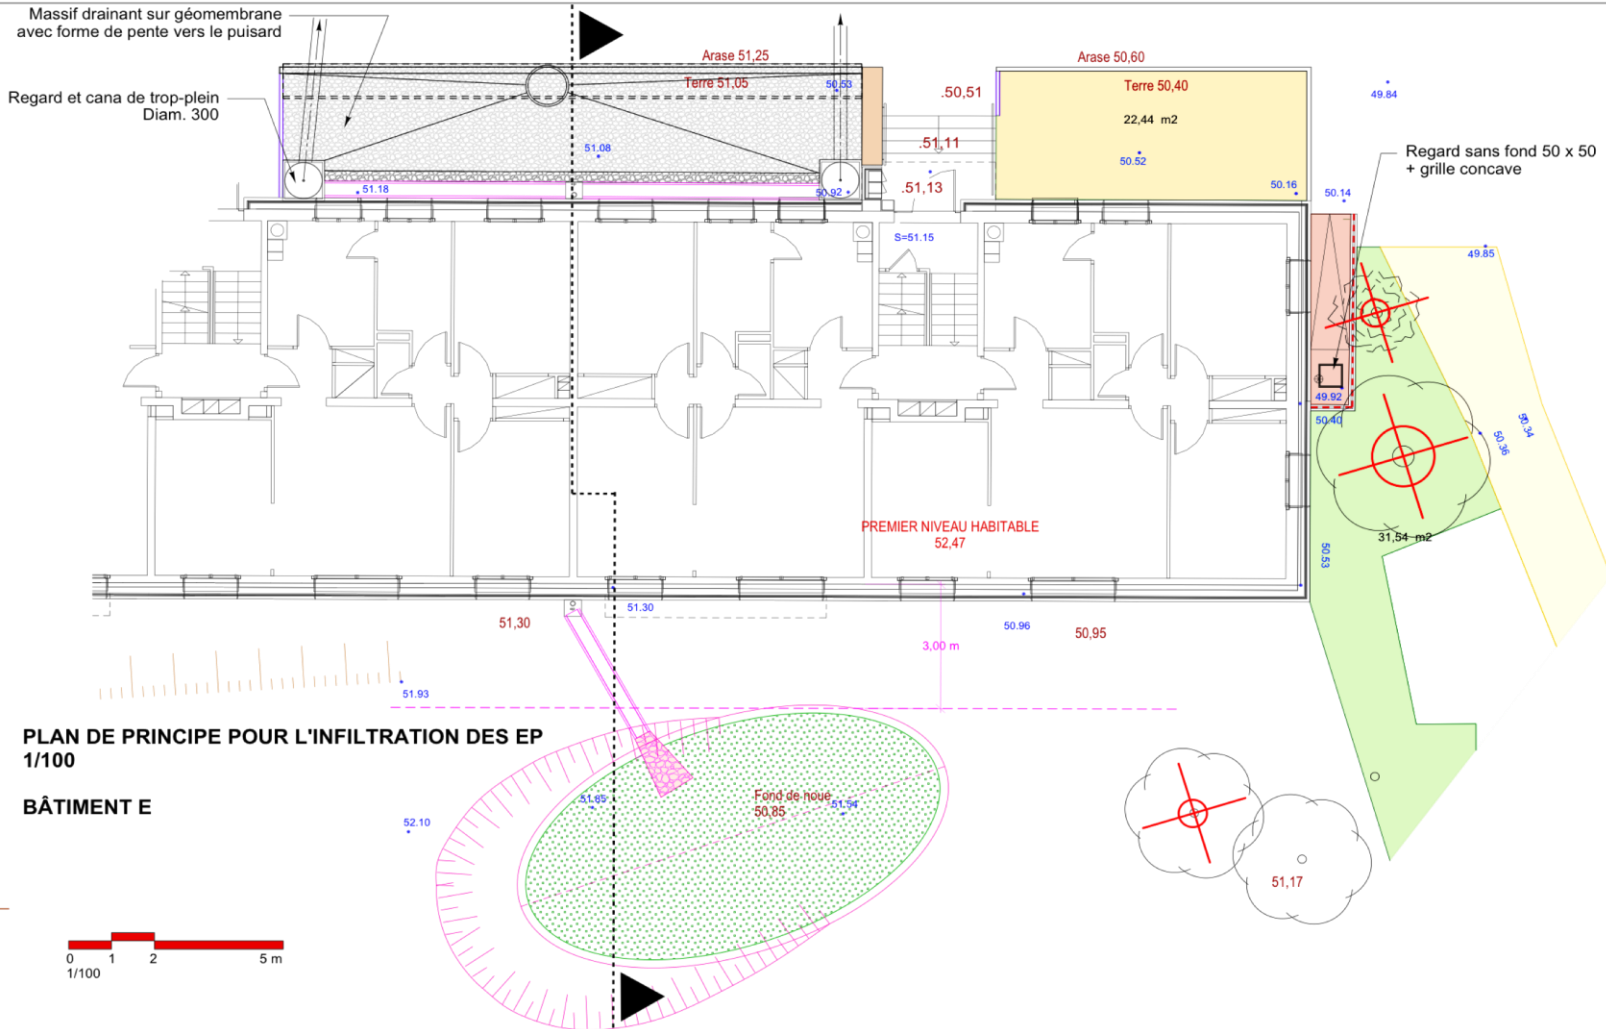 Massif drainant sur géomembrane
avec forme de pente vers le puisard
Regard et cana de trop-plein
Diam. 300
Arase 51,25
Terre 51,05
50.53
51.08
51.18
50.92
.50,51
.51,11
.51,13
S=51.15
Arase 50,60
Terre 50,40
22,44 m2
50.52
50.16
50.14
49.84
Regard sans fond 50 x 50
+ grille concave
49.85
49.92
50.40
50.34
50.36
31,54 m2
50.53
PREMIER NIVEAU HABITABLE
52,47
51,30
51.30
50.96
50,95
3,00 m
51.93
PLAN DE PRINCIPE POUR L'INFILTRATION DES EP
1/100
BÂTIMENT E
52.10
51.85
Fond de noue
50,85
51.54
51,17
0 1 2 5 m
1/100